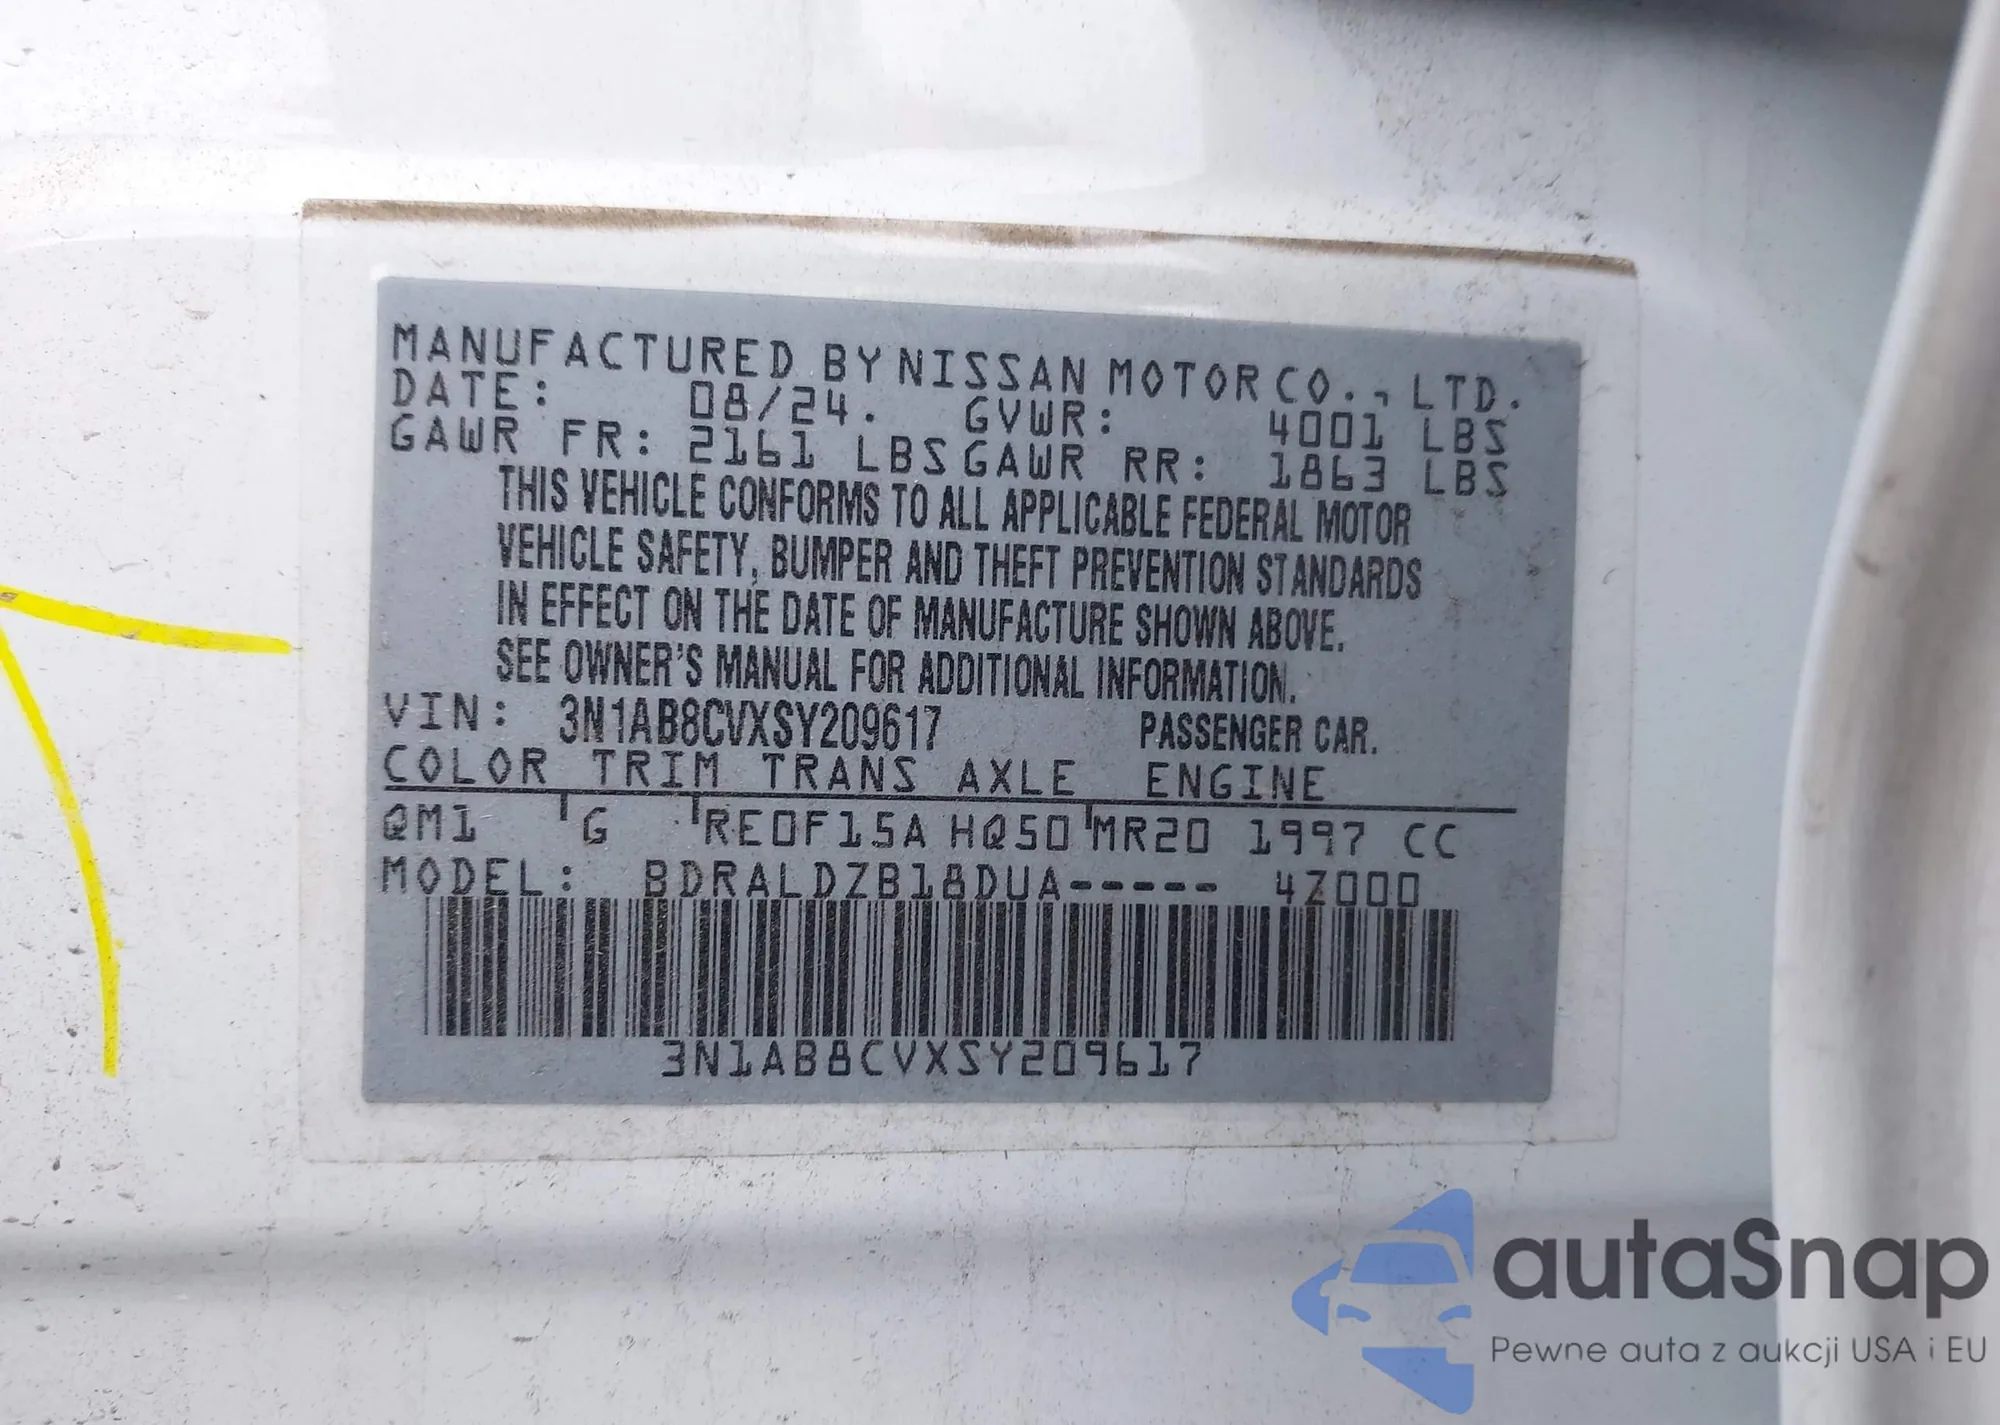 MANUFACTURED BY NISSAN MOTOR CO., LTD.
DATE: 08/24. GVWR: 4001 LBS
GAWR FR: 2161 LBS GAWR RR: 1863 LBS
THIS VEHICLE CONFORMS TO ALL APPLICABLE FEDERAL MOTOR
VEHICLE SAFETY, BUMPER AND THEFT PREVENTION STANDARDS
IN EFFECT ON THE DATE OF MANUFACTURE SHOWN ABOVE.
SEE OWNER'S MANUAL FOR ADDITIONAL INFORMATION.
VIN: 3N1AB8CVXSY209617 PASSENGER CAR.
COLOR TRIM TRANS AXLE ENGINE
QM1 G RE0F15A HQ50 MR20 1997 CC
MODEL: BDRALDZB18DUA----- 4Z000
3N1AB8CVXSY209617
autaSnap
Pewne auta z aukcji USA i EU